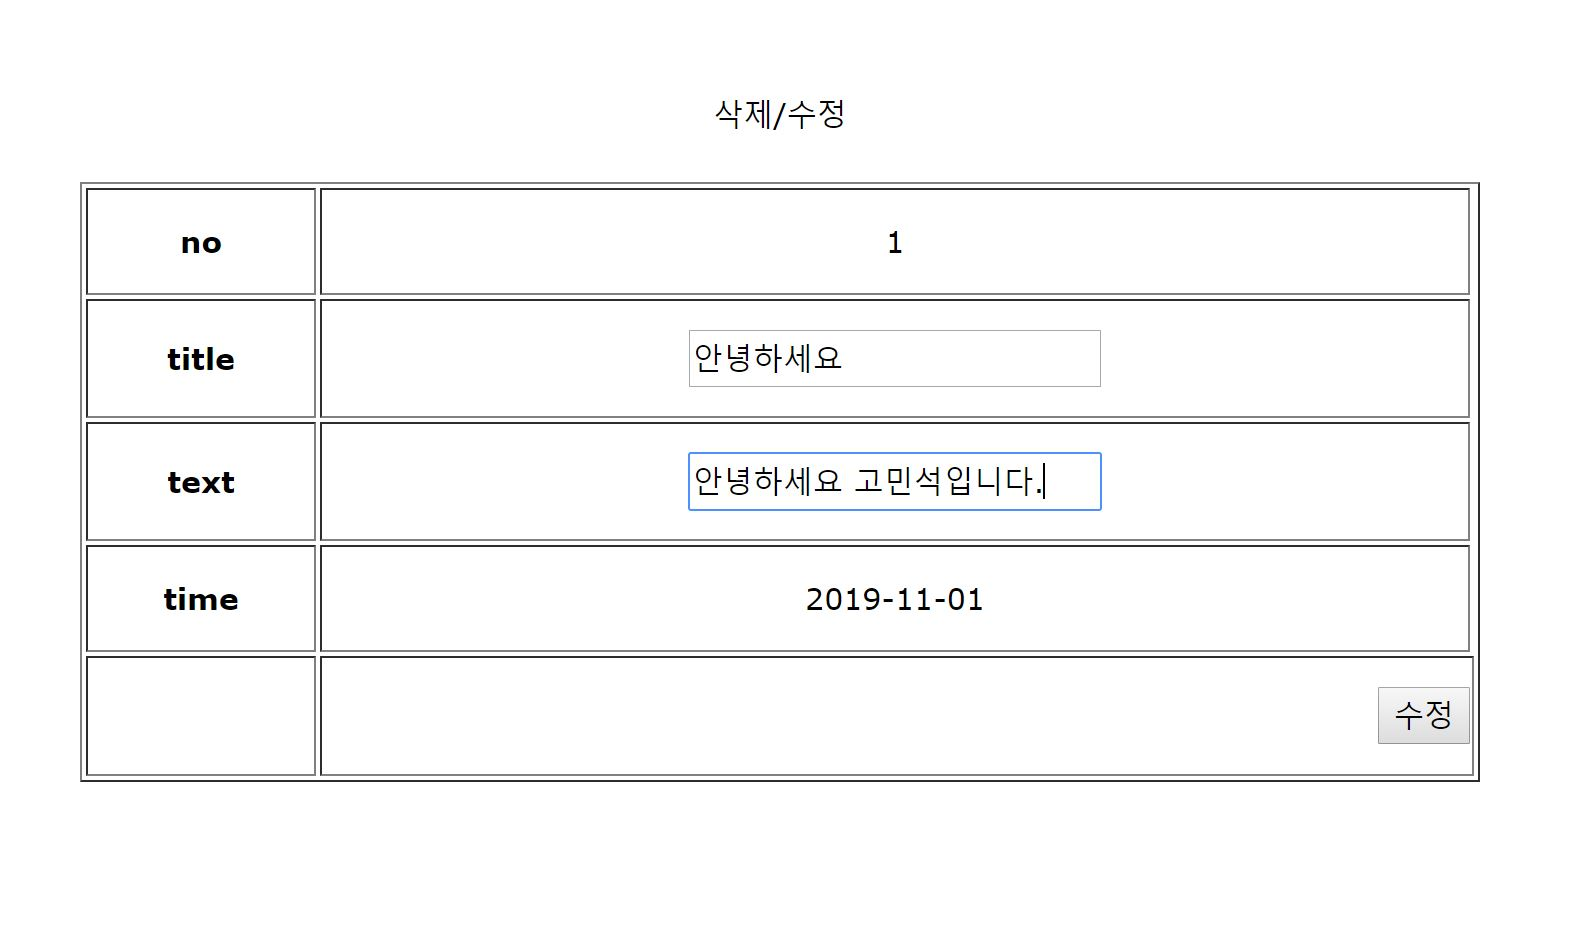 삭제/수정
no 1
title 안녕하세요
text 안녕하세요 고민석입니다.
time 2019-11-01
수정